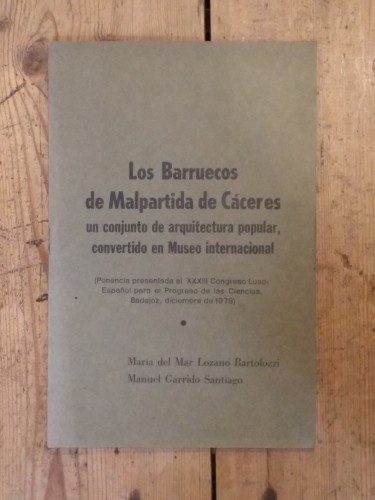 Los Barruecos
de Malpartida de Cáceres
un conjunto de arquitectura popular,
convertido en Museo internacional
(Ponencia presentada al XXXIII Congreso Luso-
Español para el Progreso de las Ciencias.
Badajoz, diciembre de 1979)
María del Mar Lozano Bartolozzi
Manuel Garrido Santiago